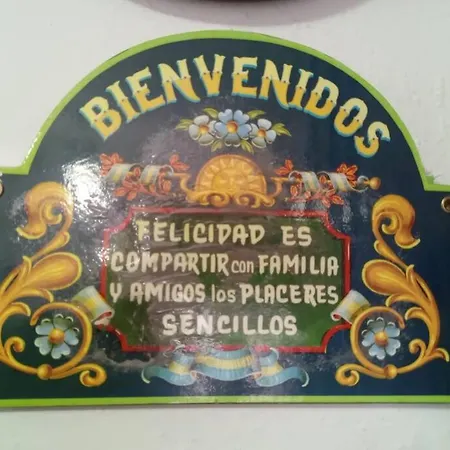 BIENVENIDOS
FELICIDAD ES
COMPARTIR con FAMILIA
Y AMIGOS los PLACERES
SENCILLOS